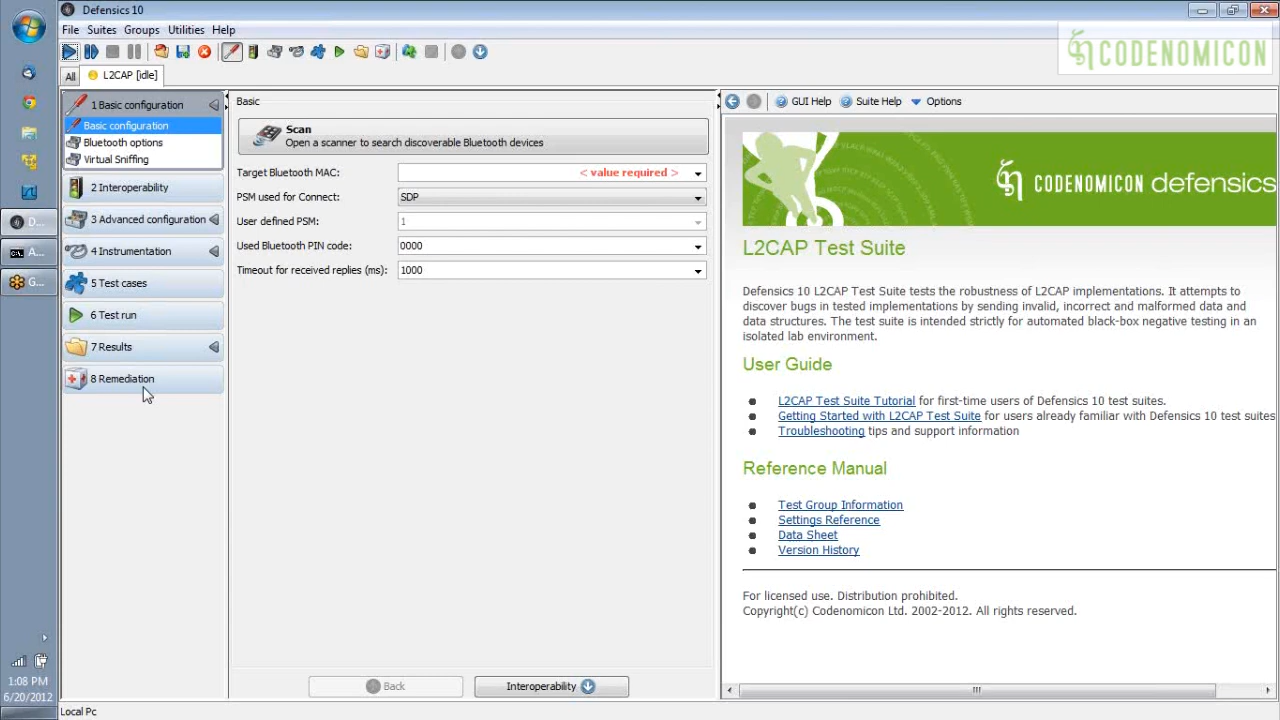 Defensics 10
CODENOMICON
File Suites Groups Utilities Help
All L2CAP [idle]
1 Basic configuration
Basic configuration
Bluetooth options
Virtual Sniffing
2 Interoperability
3 Advanced configuration
4 Instrumentation
5 Test cases
6 Test run
7 Results
8 Remediation
Basic
Scan
Open a scanner to search discoverable Bluetooth devices
Target Bluetooth MAC: < value required >
PSM used for Connect: SDP
User defined PSM: 1
Used Bluetooth PIN code: 0000
Timeout for received replies (ms): 1000
Back Interoperability
GUI Help Suite Help Options
CODENOMICON defensics
L2CAP Test Suite
Defensics 10 L2CAP Test Suite tests the robustness of L2CAP implementations. It attempts to
discover bugs in tested implementations by sending invalid, incorrect and malformed data and
data structures. The test suite is intended strictly for automated black-box negative testing in an
isolated lab environment.
User Guide
L2CAP Test Suite Tutorial for first-time users of Defensics 10 test suites.
Getting Started with L2CAP Test Suite for users already familiar with Defensics 10 test suites
Troubleshooting tips and support information
Reference Manual
Test Group Information
Settings Reference
Data Sheet
Version History
For licensed use. Distribution prohibited.
Copyright(c) Codenomicon Ltd. 2002-2012. All rights reserved.
D...
A...
G...
1:08 PM
6/20/2012
Local Pc